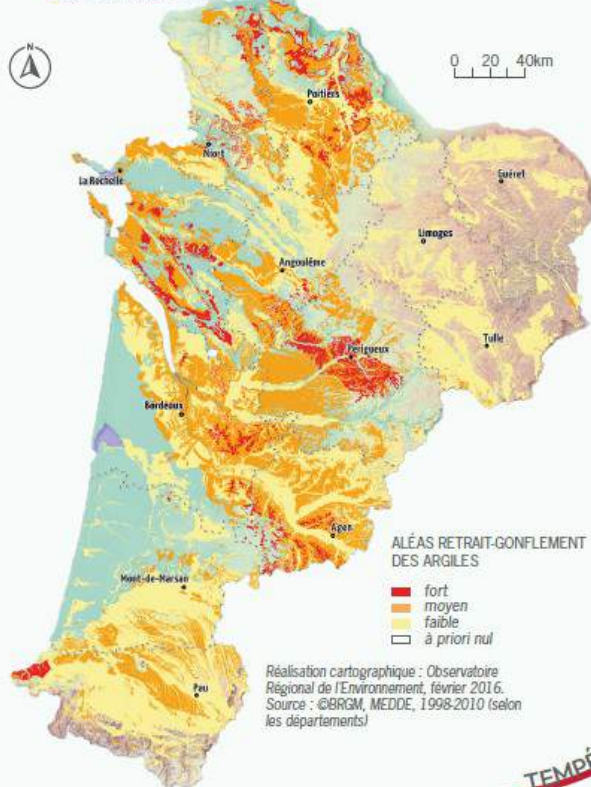 N
0 20 40km
Poitiers
Niort
La Rochelle
Guéret
Limoges
Angoulême
Tulle
Périgueux
Bordeaux
Agen
ALÉAS RETRAIT-GONFLEMENT
DES ARGILES
fort
moyen
faible
à priori nul
Mont-de-Marsan
Pau
Réalisation cartographique : Observatoire
Régional de l'Environnement, février 2016.
Source : ©BRGM, MEDDE, 1998-2010 (selon
les départements)
TEMPÉ